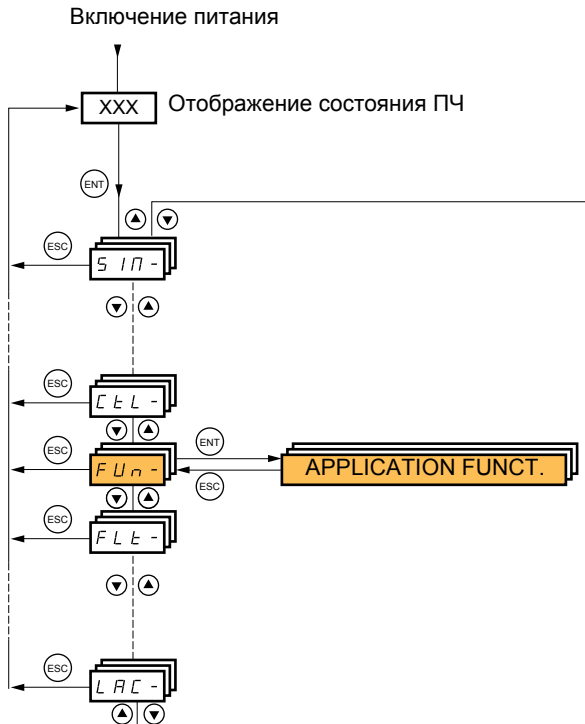 Включение питания
XXX Отображение состояния ПЧ
ENT
ESC
SIM-
ESC
CtL-
ESC
ENT
FUn-
APPLICATION FUNCT.
ESC
ESC
FLt-
ESC
LAC-